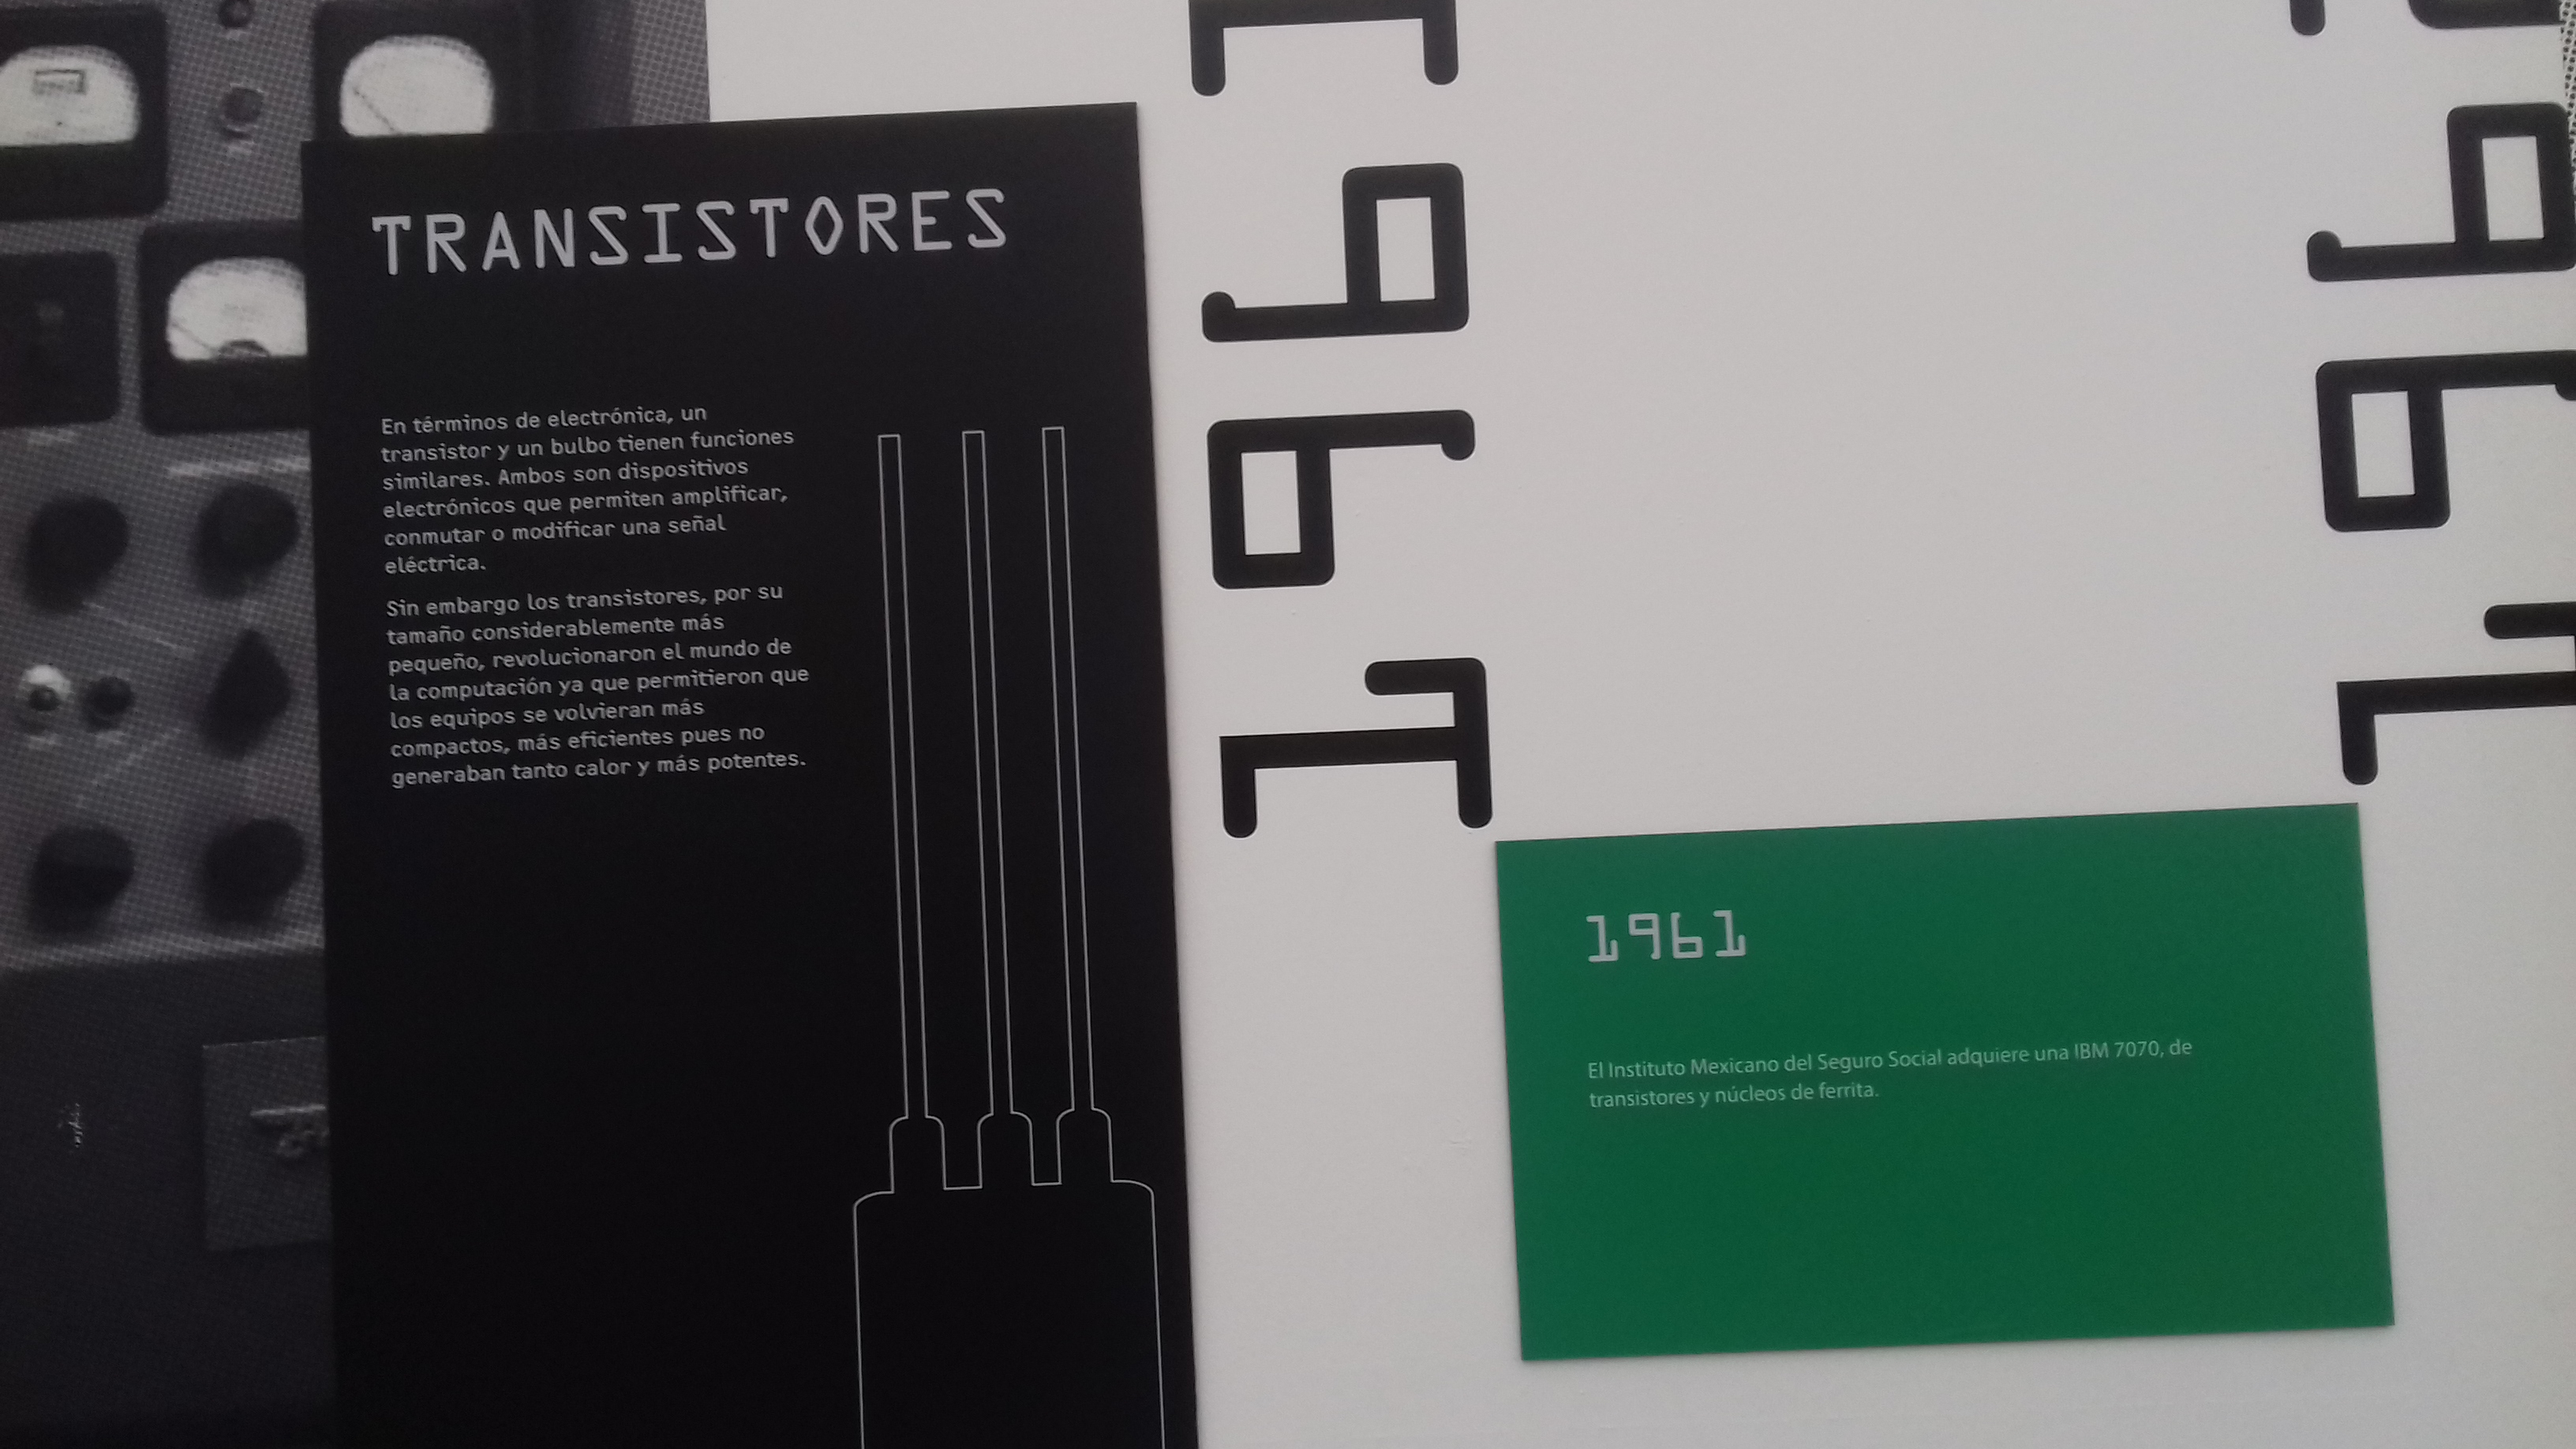 TRANSISTORES
En términos de electrónica, un
transistor y un bulbo tienen funciones
similares. Ambos son dispositivos
electrónicos que permiten amplificar,
conmutar o modificar una señal
eléctrica.
Sin embargo los transistores, por su
tamaño considerablemente más
pequeño, revolucionaron el mundo de
la computación ya que permitieron que
los equipos se volvieran más
compactos, más eficientes pues no
generaban tanto calor y más potentes.
1961
1961
El Instituto Mexicano del Seguro Social adquiere una IBM 7070, de
transistores y núcleos de ferrita.